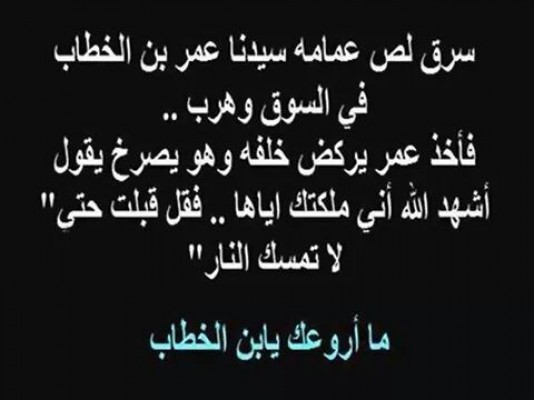 سرق لص عمامه سيدنا عمر بن الخطاب
في السوق وهرب ..
فأخذ عمر يركض خلفه وهو يصرخ يقول
أشهد الله أني ملكتك اياها .. فقل قبلت حتي"
لا تمسك النار"
ما أروعك يابن الخطاب